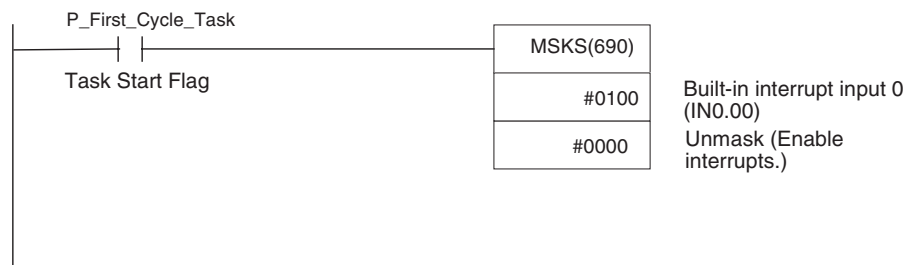 P_First_Cycle_Task
Task Start Flag
MSKS(690)
#0100
Built-in interrupt input 0
(IN0.00)
#0000
Unmask (Enable
interrupts.)